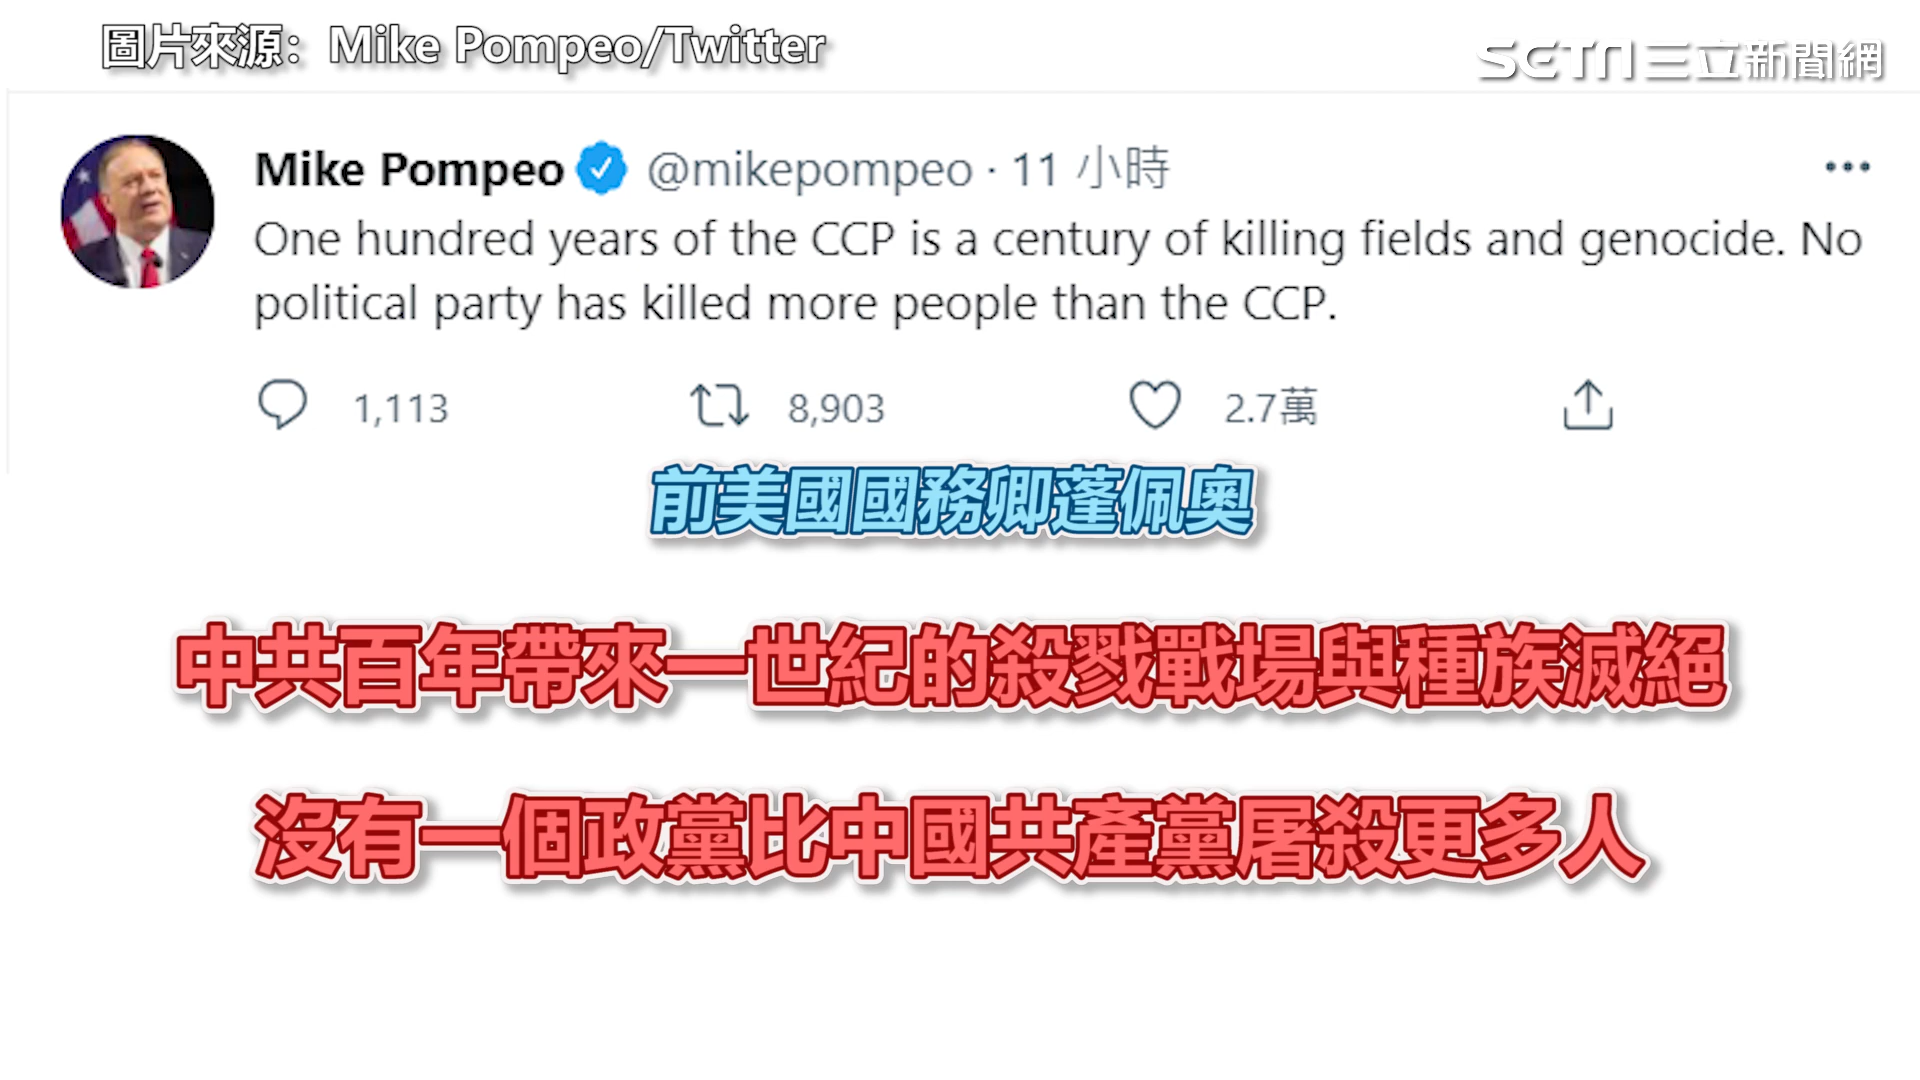 圖片來源：Mike Pompeo/Twitter
SETN三立新聞網
Mike Pompeo @mikepompeo · 11 小時
One hundred years of the CCP is a century of killing fields and genocide. No
political party has killed more people than the CCP.
1,113 8,903 2.7萬
前美國國務卿蓬佩奧
中共百年帶來一世紀的殺戮戰場與種族滅絕
沒有一個政黨比中國共產黨屠殺更多人